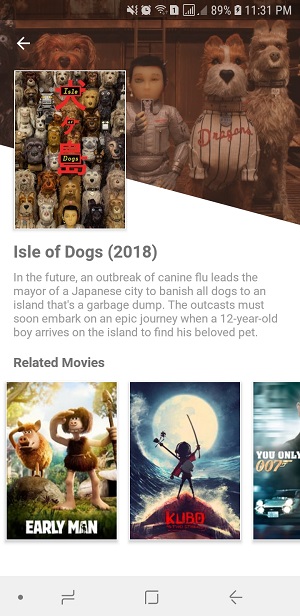 89% 11:31 PM
Dragons
Isle
犬ヶ島
of
Dogs
Isle of Dogs (2018)
In the future, an outbreak of canine flu leads the
mayor of a Japanese city to banish all dogs to an
island that's a garbage dump. The outcasts must
soon embark on an epic journey when a 12-year-old
boy arrives on the island to find his beloved pet.
Related Movies
EARLY MAN
KUBO
YOU ONLY
007